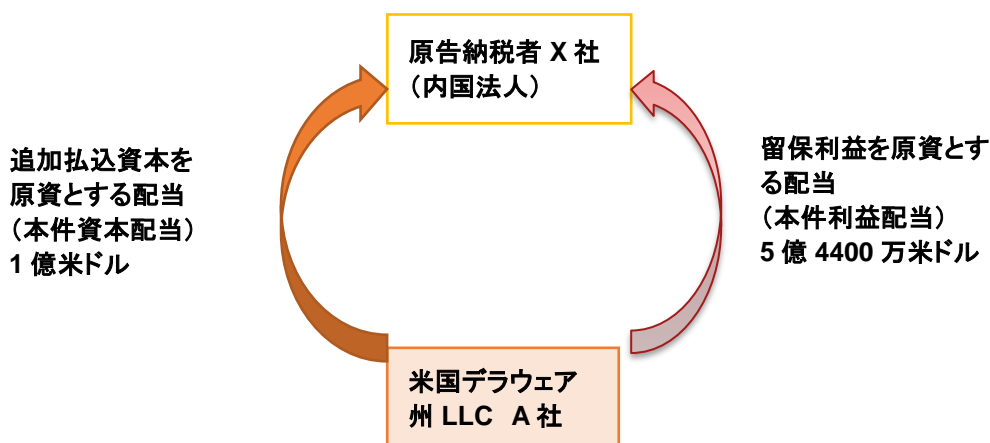 原告納税者 X 社
（内国法人）
追加払込資本を
原資とする配当
（本件資本配当）
1 億米ドル
留保利益を原資とす
る配当
（本件利益配当）
5 億 4400 万米ドル
米国デラウェア
州 LLC A 社